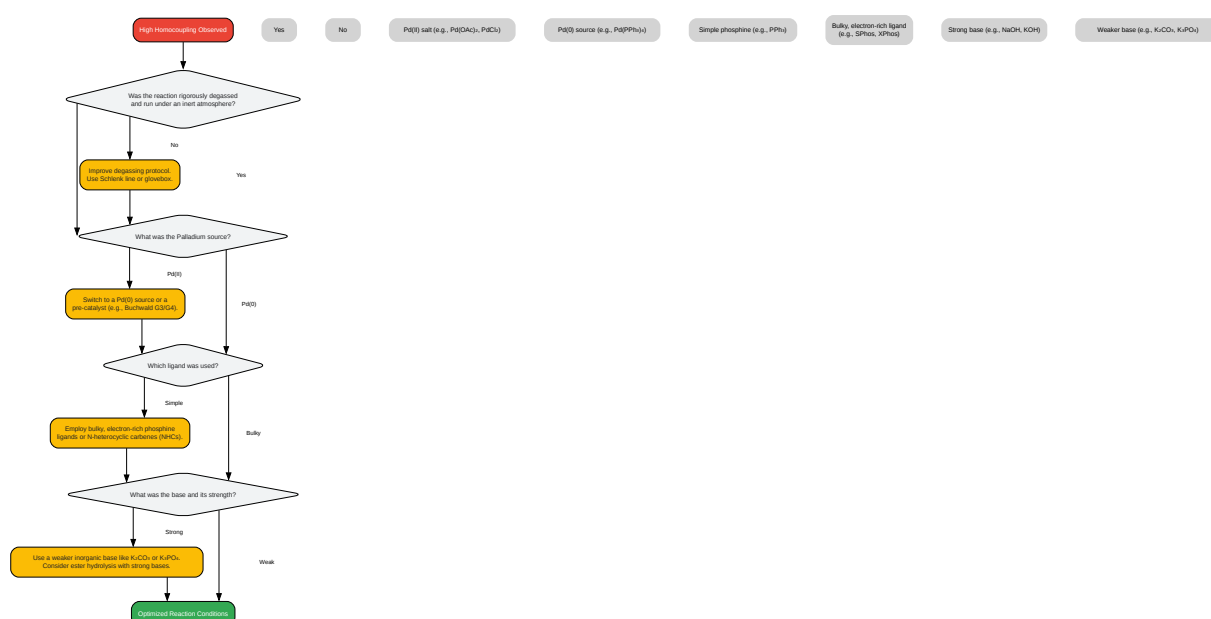 High Homocoupling Observed
Yes
No
Pd(II) salt (e.g., Pd(OAc)₂, PdCl₂)
Pd(0) source (e.g., Pd(PPh₃)₄)
Simple phosphine (e.g., PPh₃)
Bulky, electron-rich ligand
(e.g., SPhos, XPhos)
Strong base (e.g., NaOH, KOH)
Weaker base (e.g., K₂CO₃, K₃PO₄)
Was the reaction rigorously degassed
and run under an inert atmosphere?
No
Improve degassing protocol.
Use Schlenk line or glovebox.
Yes
What was the Palladium source?
Pd(II)
Switch to a Pd(0) source or a
pre-catalyst (e.g., Buchwald G3/G4).
Pd(0)
Which ligand was used?
Simple
Employ bulky, electron-rich phosphine
ligands or N-heterocyclic carbenes (NHCs).
Bulky
What was the base and its strength?
Strong
Use a weaker inorganic base like K₂CO₃ or K₃PO₄.
Consider ester hydrolysis with strong bases.
Weak
Optimized Reaction Conditions